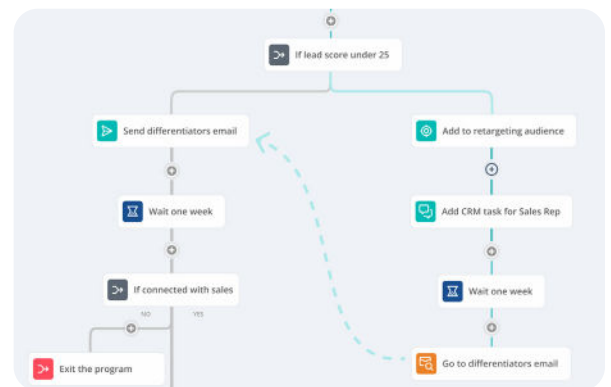 If lead score under 25
Send differentiators email
Add to retargeting audience
Wait one week
Add CRM task for Sales Rep
If connected with sales
Wait one week
NO
YES
Exit the program
Go to differentiators email